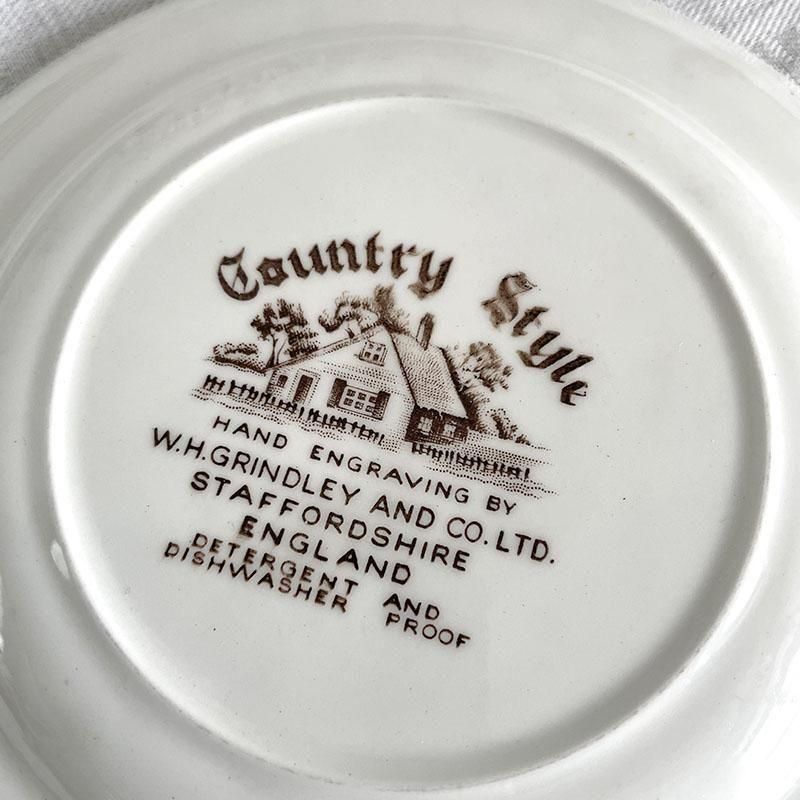 Country Style
HAND ENGRAVING BY
W.H.GRINDLEY AND CO.LTD.
STAFFORDSHIRE
ENGLAND
DETERGENT AND
DISHWASHER PROOF